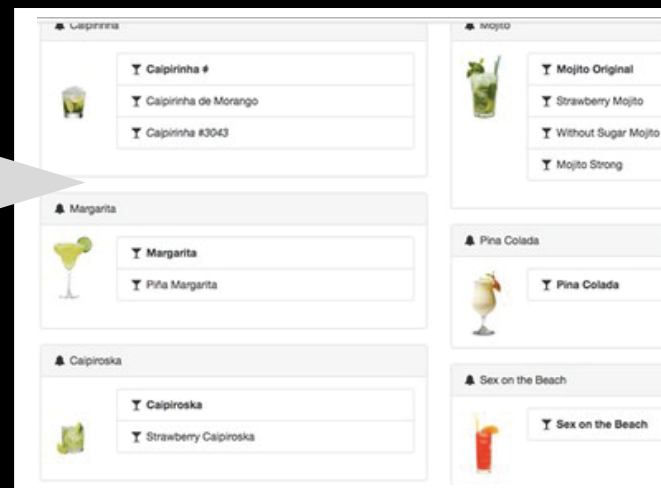 Caipirinha
Caipirinha #
Caipirinha de Morango
Caipirinha #3043
Margarita
Margarita
Piña Margarita
Caipiroska
Caipiroska
Strawberry Caipiroska
Mojito
Mojito Original
Strawberry Mojito
Without Sugar Mojito
Mojito Strong
Pina Colada
Pina Colada
Sex on the Beach
Sex on the Beach